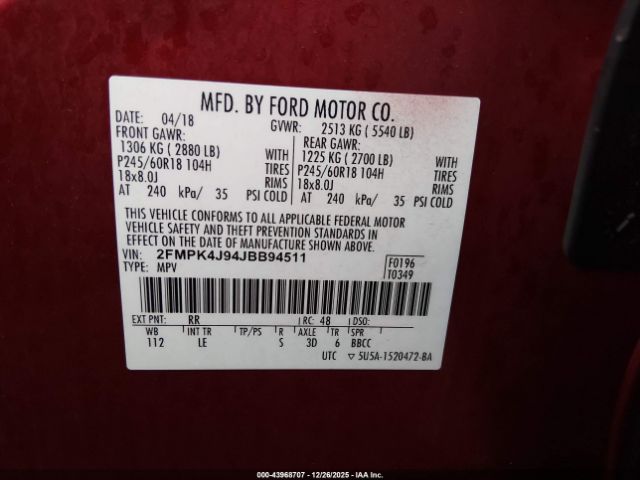 MFD. BY FORD MOTOR CO.
DATE: 04/18 GVWR: 2513 KG ( 5540 LB)
FRONT GAWR: REAR GAWR:
1306 KG ( 2880 LB) 1225 KG ( 2700 LB)
P245/60R18 104H TIRES P245/60R18 104H TIRES
18x8.0J RIMS 18x8.0J RIMS
AT 240 kPa/ 35 PSI COLD AT 240 kPa/ 35 PSI COLD
THIS VEHICLE CONFORMS TO ALL APPLICABLE FEDERAL MOTOR
VEHICLE SAFETY AND THEFT PREVENTION STANDARDS IN
EFFECT ON THE DATE OF MANUFACTURE SHOWN ABOVE.
VIN: 2FMPK4J94JBB94511 F0196
TYPE: MPV T0349
EXT PNT: RR RC: 48 DSO:
WB INT TR TP/PS R AXLE TR SPR
112 LE S 3D 6 BBCC
UTC ▽ 5U5A-1520472-BA
000-43968707 - 12/26/2025 - IAA Inc.